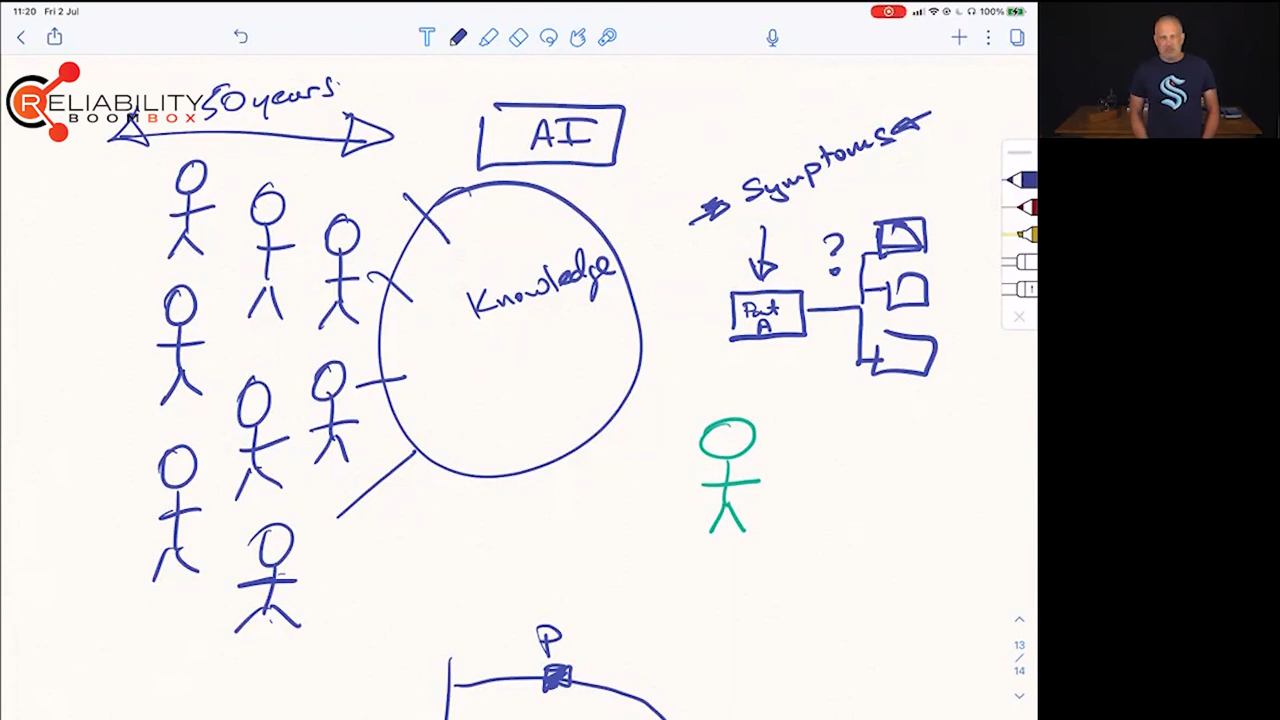 11:20 Fri 2 Jul
100%
RELIABILITY
BOOMBOX
50 years
AI
Symptoms
Knowledge
?
Part
A
P
13
/
14